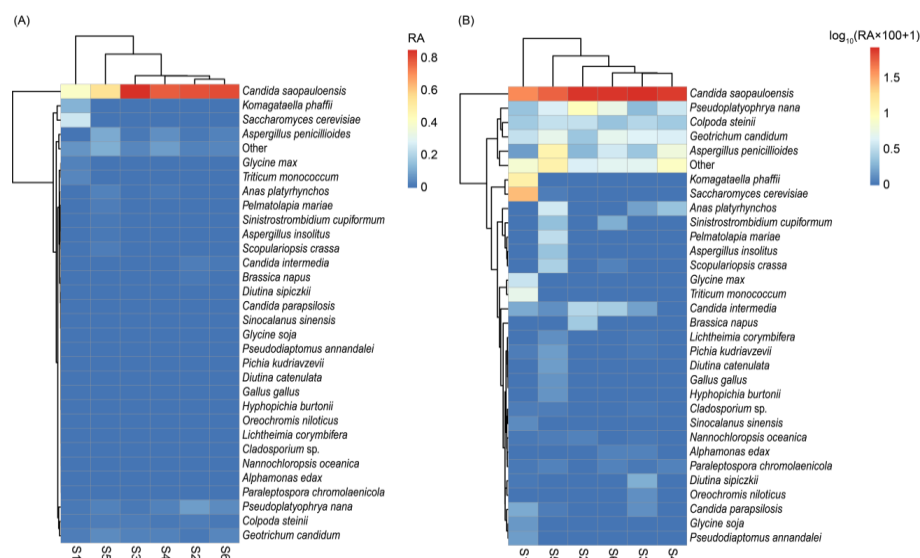 (A)
RA
0.8
0.6
0.4
0.2
0
Candida saopauloensis
Komagataella phaffii
Saccharomyces cerevisiae
Aspergillus penicillioides
Other
Glycine max
Triticum monococcum
Anas platyrhynchos
Pelmatolapia mariae
Sinistrostrombidium cupiformum
Aspergillus insolitus
Scopulariopsis crassa
Candida intermedia
Brassica napus
Diutina sipiczkii
Candida parapsilosis
Sinocalanus sinensis
Glycine soja
Pseudodiaptomus annandalei
Pichia kudriavzevii
Diutina catenulata
Gallus gallus
Hyphopichia burtonii
Oreochromis niloticus
Lichtheimia corymbifera
Cladosporium sp.
Nannochloropsis oceanica
Alphamonas edax
Paraleptospora chromolaenicola
Pseudoplatyophrya nana
Colpoda steinii
Geotrichum candidum
S1
(B)
log10(RA×100+1)
1.5
1
0.5
0
Candida saopauloensis
Pseudoplatyophrya nana
Colpoda steinii
Geotrichum candidum
Aspergillus penicillioides
Other
Komagataella phaffii
Saccharomyces cerevisiae
Anas platyrhynchos
Sinistrostrombidium cupiformum
Pelmatolapia mariae
Aspergillus insolitus
Scopulariopsis crassa
Glycine max
Triticum monococcum
Candida intermedia
Brassica napus
Lichtheimia corymbifera
Pichia kudriavzevii
Diutina catenulata
Gallus gallus
Hyphopichia burtonii
Cladosporium sp.
Sinocalanus sinensis
Nannochloropsis oceanica
Alphamonas edax
Paraleptospora chromolaenicola
Diutina sipiczkii
Oreochromis niloticus
Candida parapsilosis
Glycine soja
Pseudodiaptomus annandalei